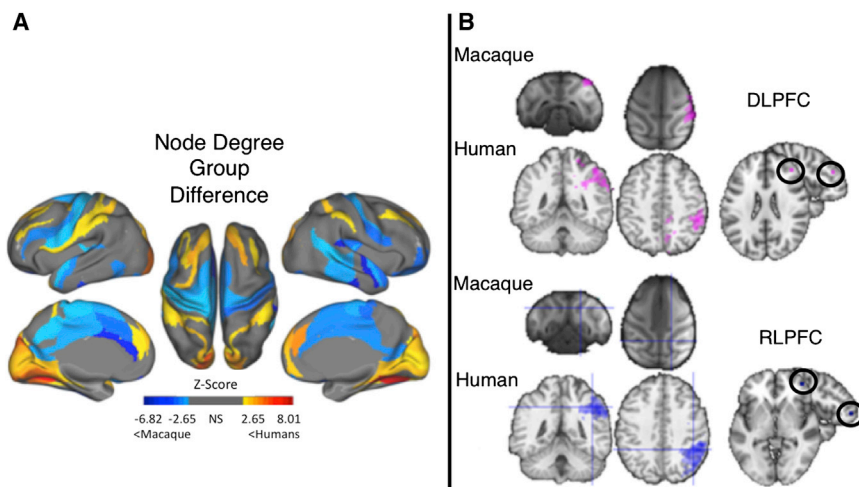 A
Node Degree
Group
Difference
Z-Score
-6.82 -2.65 NS 2.65 8.01
<Macaque <Humans
B
Macaque
DLPFC
Human
Macaque
RLPFC
Human